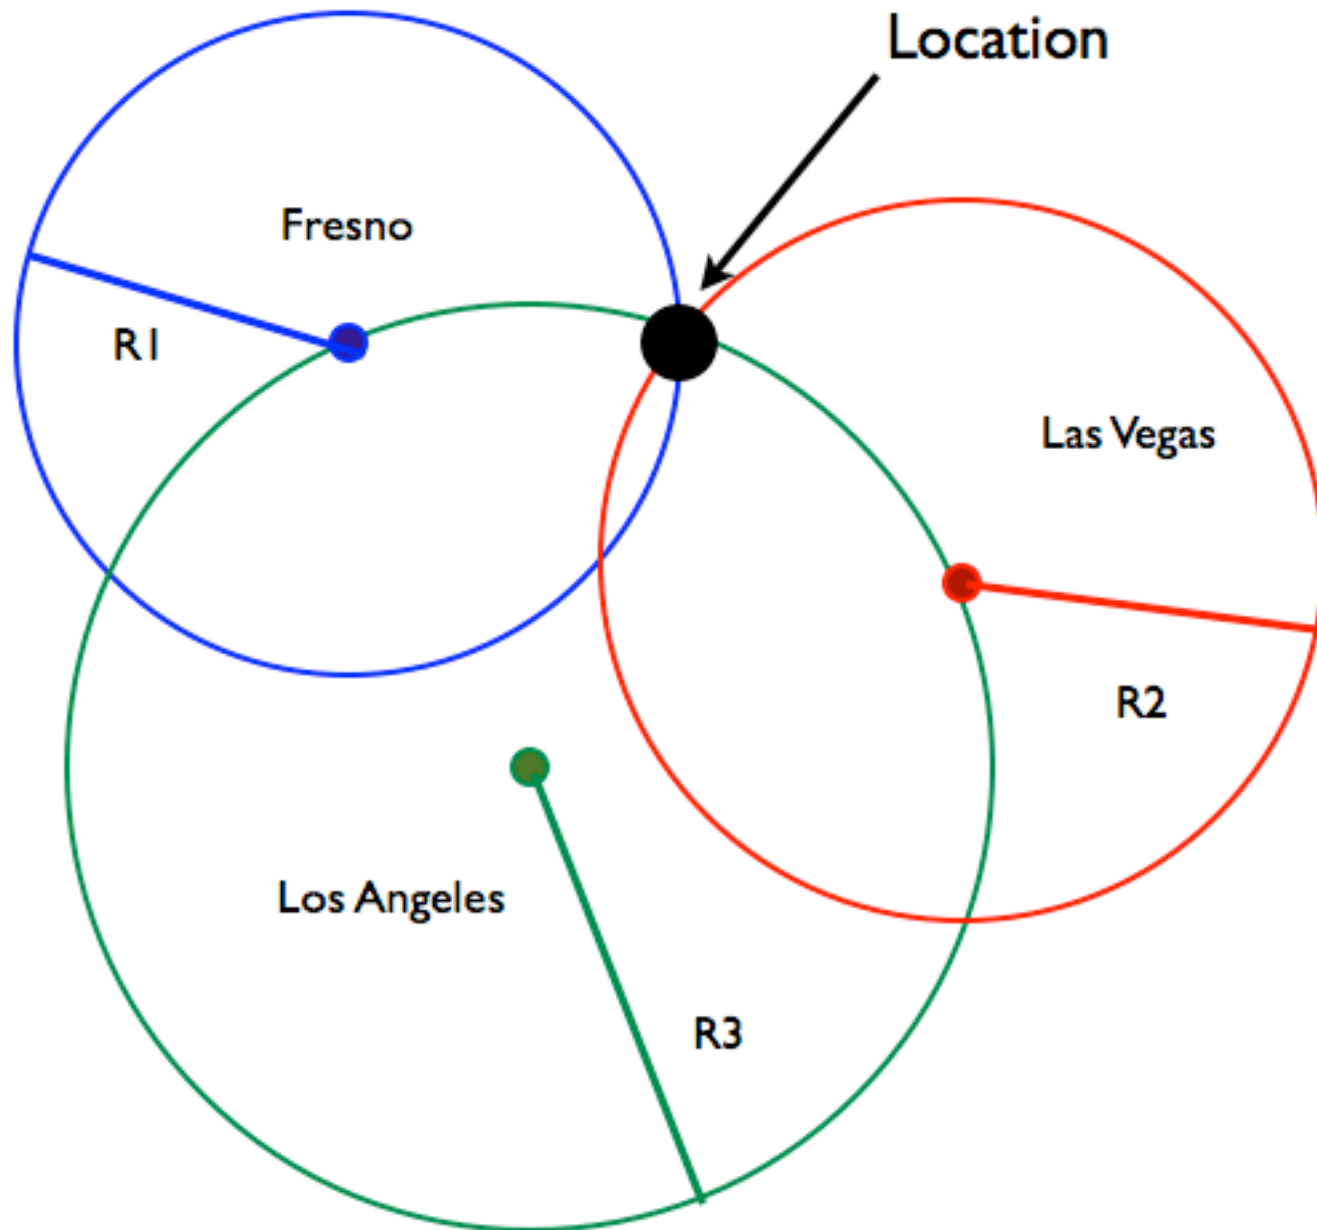 Location
Fresno
R1
Las Vegas
R2
Los Angeles
R3